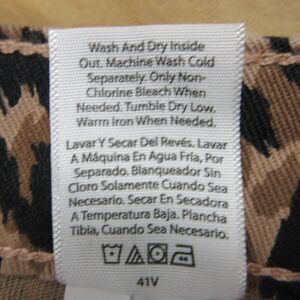 Wash And Dry Inside
Out. Machine Wash Cold
Separately. Only Non-
Chlorine Bleach When
Needed. Tumble Dry Low.
Warm Iron When Needed.
Lavar Y Secar Del Revés. Lavar
A Máquina En Agua Fría, Por
Separado. Blanqueador Sin
Cloro Solamente Cuando Sea
Necesario. Secar En Secadora
A Temperatura Baja. Plancha
Tibia, Cuando Sea Necesario.
41V